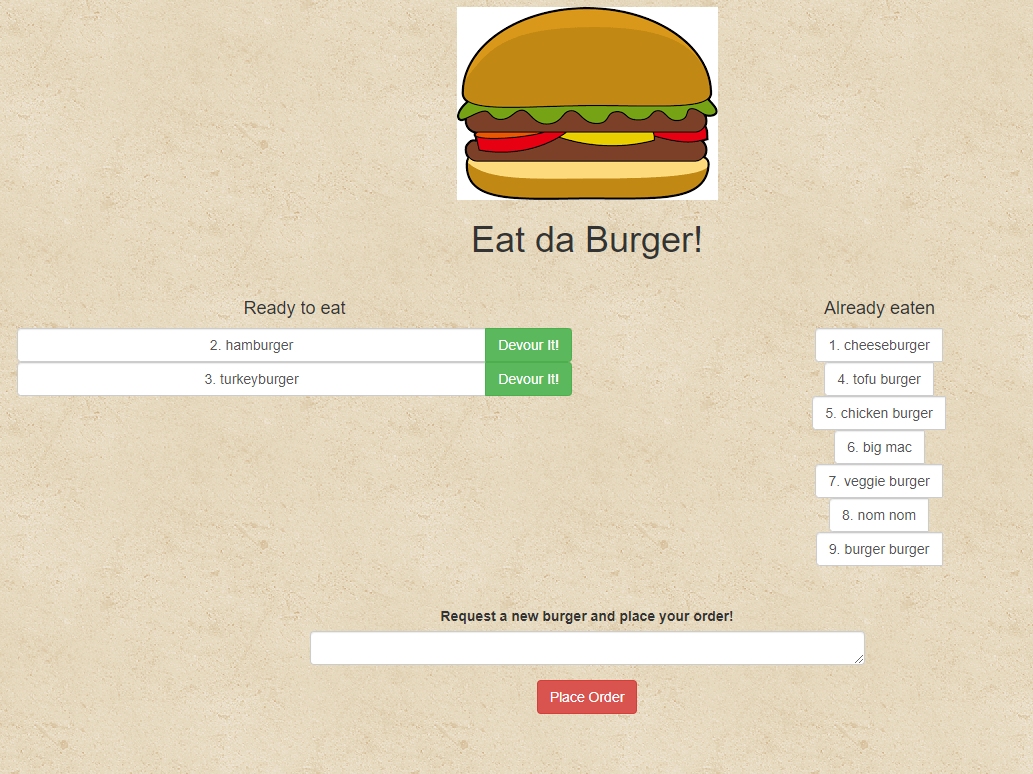 Eat da Burger!
Ready to eat
2. hamburger
Devour It!
3. turkeyburger
Devour It!
Already eaten
1. cheeseburger
4. tofu burger
5. chicken burger
6. big mac
7. veggie burger
8. nom nom
9. burger burger
Request a new burger and place your order!
Place Order